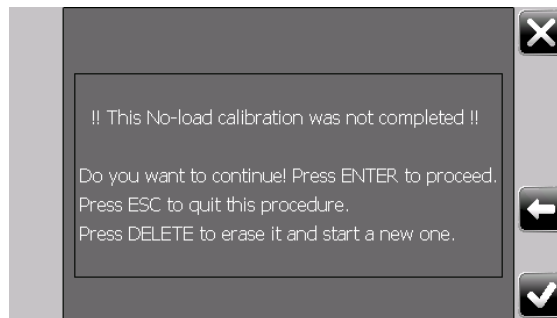 !! This No-load calibration was not completed !!
Do you want to continue! Press ENTER to proceed.
Press ESC to quit this procedure.
Press DELETE to erase it and start a new one.